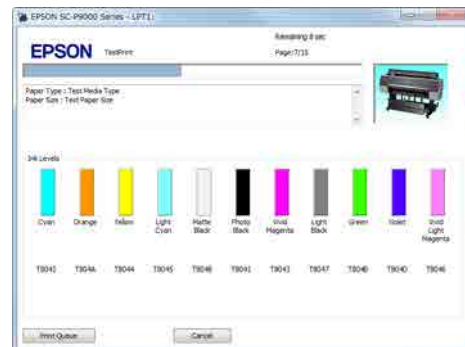 EPSON SC-P9000 Series - LPT1:
Remaining 8 sec
EPSON TestPrint Page:7/15
Paper Type : Test Media Type
Paper Size : Test Paper Size
Ink Levels
Cyan Orange Yellow Light Cyan Matte Black Photo Black Vivid Magenta Light Black Green Violet Vivid Light Magenta
T8042 T804A T8044 T8045 T8048 T8041 T8043 T8047 T804B T804D T8046
Print Queue Cancel